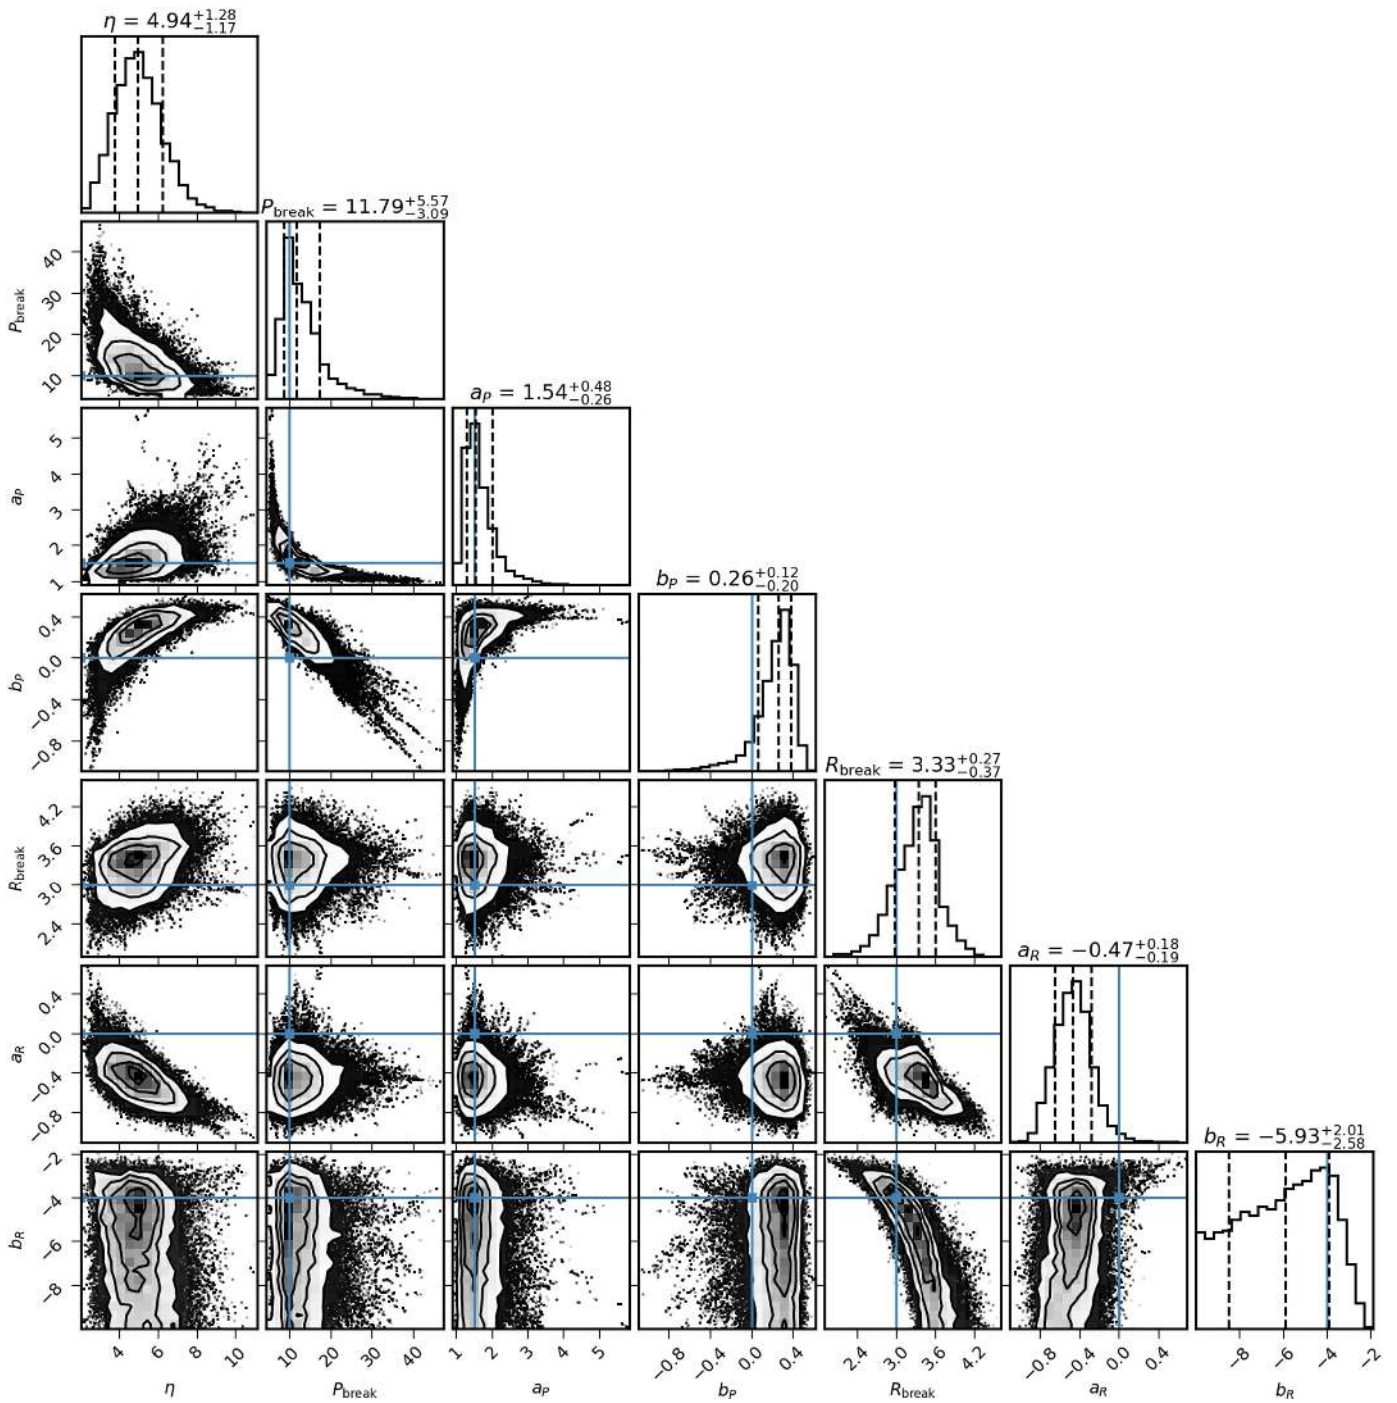 η = 4.94+1.28−1.17
P_break = 11.79+5.57−3.09
40
30
20
10
P_break
a_P = 1.54+0.48−0.26
5
4
3
2
1
a_P
b_P = 0.26+0.12−0.20
0.4
0.0
−0.4
−0.8
b_P
R_break = 3.33+0.27−0.37
4.2
3.6
3.0
2.4
R_break
a_R = −0.47+0.18−0.19
0.4
0.0
−0.4
−0.8
a_R
b_R = −5.93+2.01−2.58
−2
−4
−6
−8
b_R
4 6 8 10 10 20 30 40 1 2 3 4 5 −0.8 −0.4 0.0 0.4 2.4 3.0 3.6 4.2 −0.8 −0.4 0.0 0.4 −8 −6 −4 −2
η P_break a_P b_P R_break a_R b_R